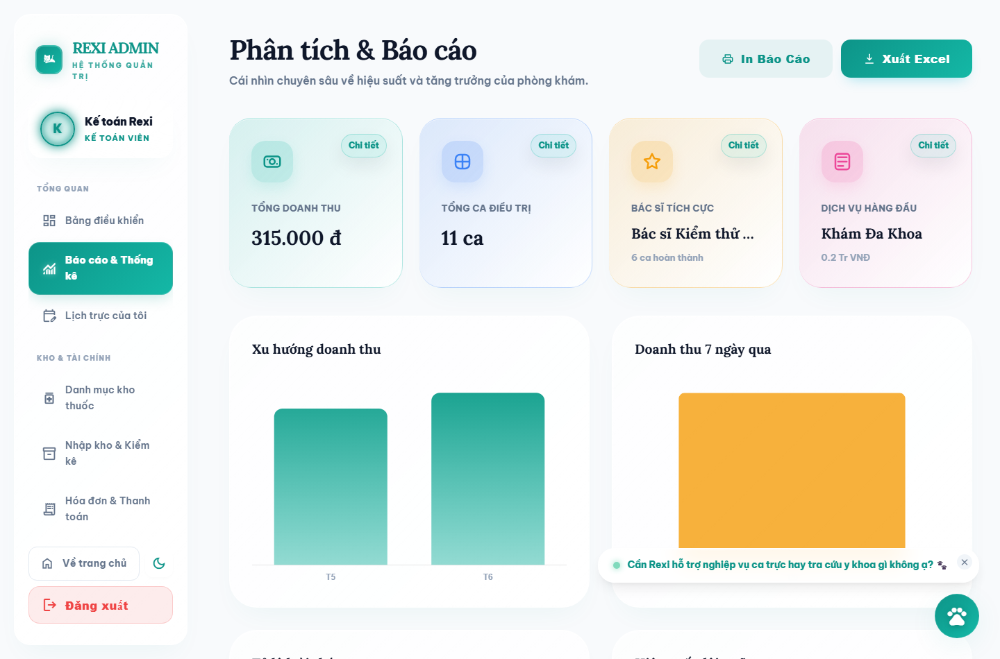 REXI ADMIN
HỆ THỐNG QUẢN
TRỊ
K
Kế toán Rexi
KẾ TOÁN VIÊN
TỔNG QUAN
Bảng điều khiển
Báo cáo & Thống
kê
Lịch trực của tôi
KHO & TÀI CHÍNH
Danh mục kho
thuốc
Nhập kho & Kiểm
kê
Hóa đơn & Thanh
toán
Về trang chủ
Đăng xuất
Phân tích & Báo cáo
Cái nhìn chuyên sâu về hiệu suất và tăng trưởng của phòng khám.
In Báo Cáo
Xuất Excel
Chi tiết
TỔNG DOANH THU
315.000 đ
Chi tiết
TỔNG CA ĐIỀU TRỊ
11 ca
Chi tiết
BÁC SĨ TÍCH CỰC
Bác sĩ Kiểm thử ...
6 ca hoàn thành
Chi tiết
DỊCH VỤ HÀNG ĐẦU
Khám Đa Khoa
0.2 Tr VNĐ
Xu hướng doanh thu
T5
T6
Doanh thu 7 ngày qua
Cần Rexi hỗ trợ nghiệp vụ ca trực hay tra cứu y khoa gì không ạ? 🐾